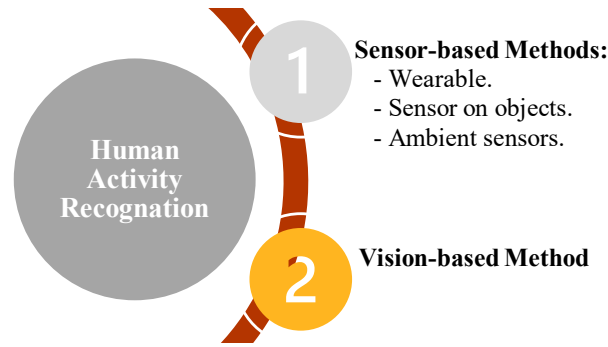 Human
Activity
Recognation
1
Sensor-based Methods:
- Wearable.
- Sensor on objects.
- Ambient sensors.
2
Vision-based Method